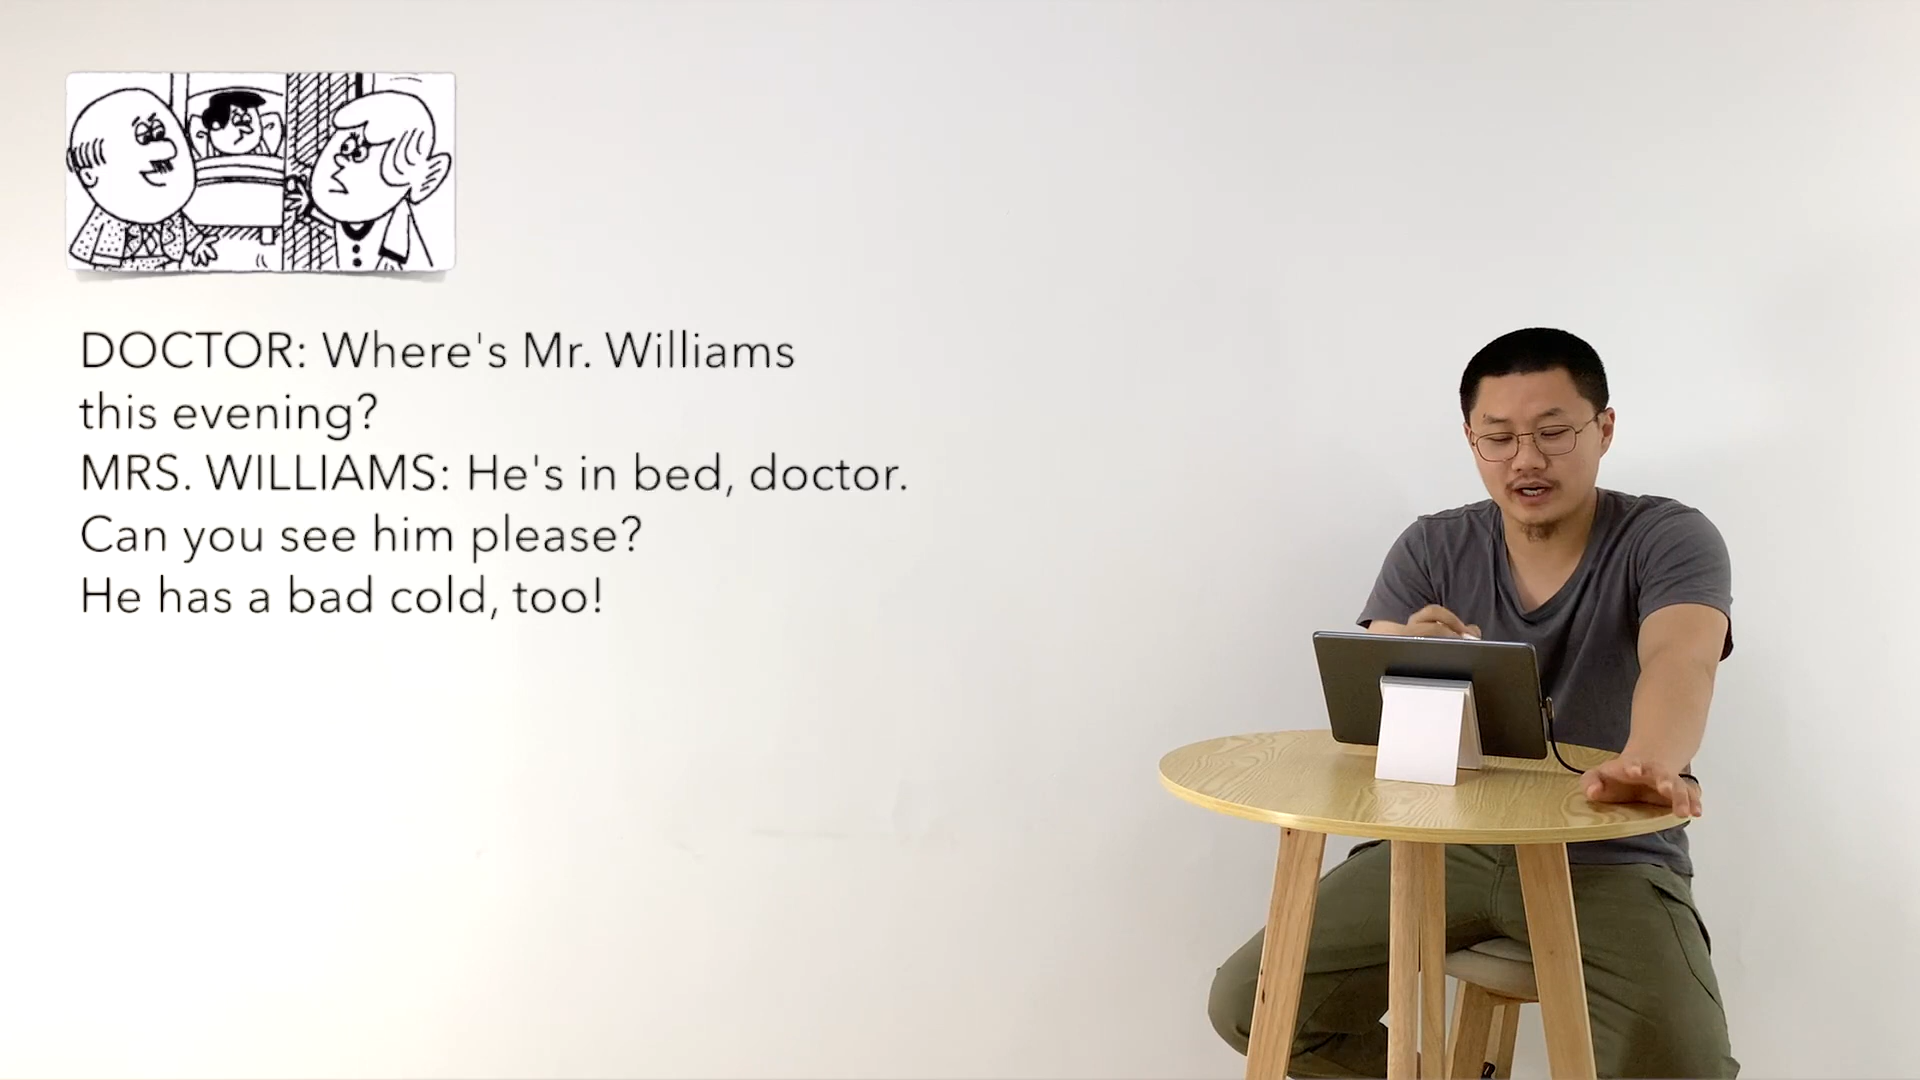 DOCTOR: Where's Mr. Williams
this evening?
MRS. WILLIAMS: He's in bed, doctor.
Can you see him please?
He has a bad cold, too!